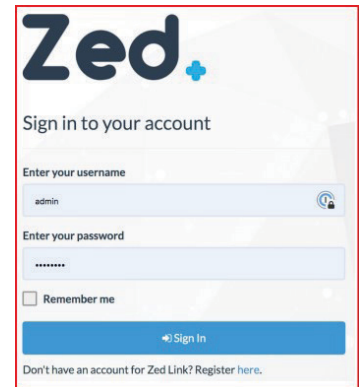 Zed
Sign in to your account
Enter your username
admin
Enter your password
••••••••
Remember me
Sign In
Don't have an account for Zed Link? Register here.